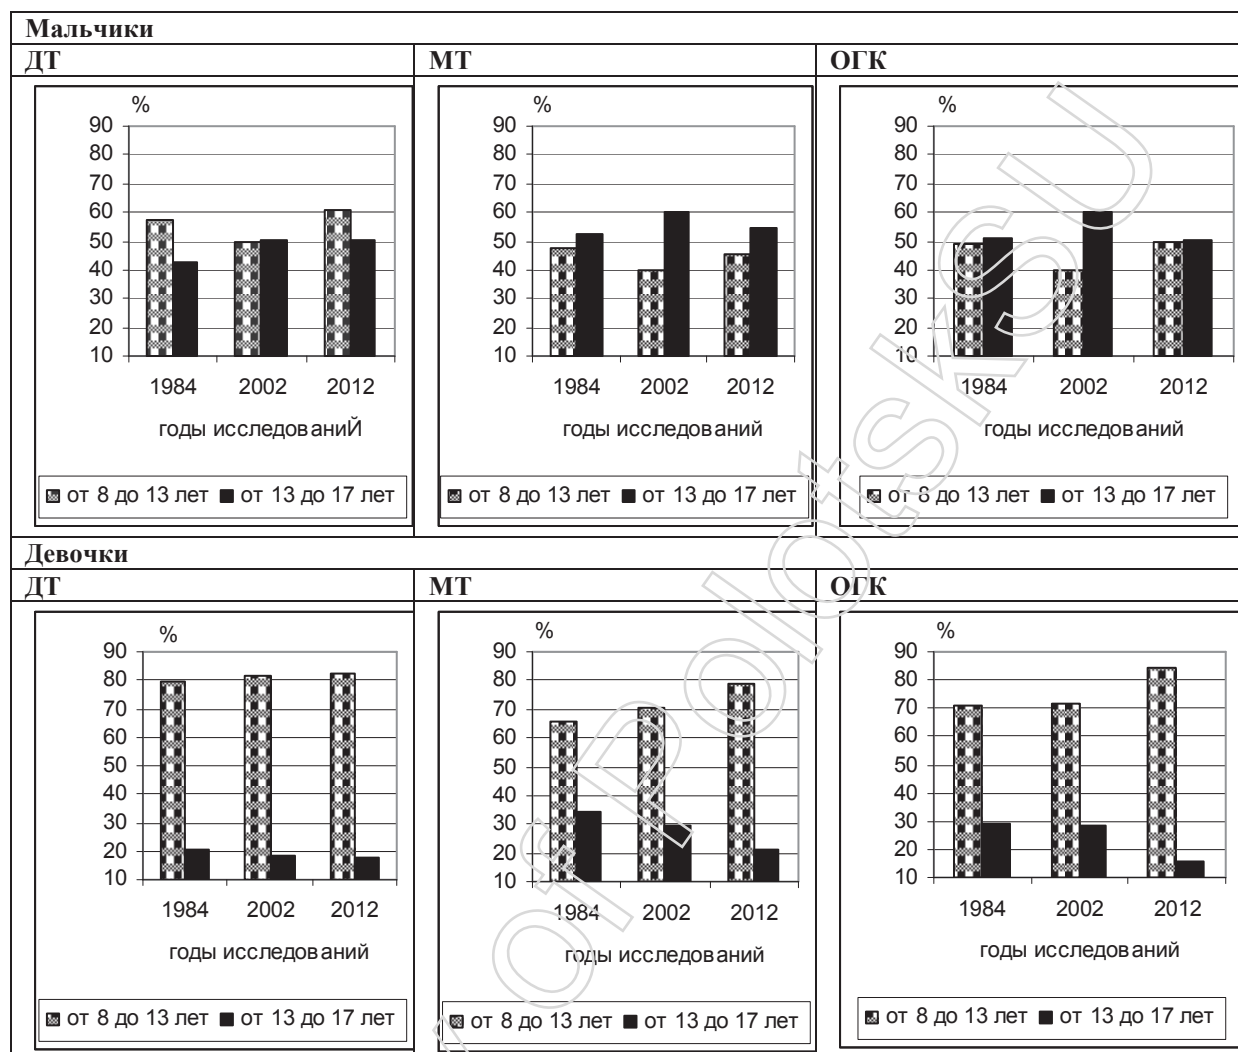 Мальчики
ДТ МТ ОГК
% % %
90 90 90
80 80 80
70 70 70
60 60 60
50 50 50
40 40 40
30 30 30
20 20 20
10 10 10
1984 2002 2012 1984 2002 2012 1984 2002 2012
годы исследованиЙ годы исследований годы исследований
от 8 до 13 лет от 13 до 17 лет от 8 до 13 лет от 13 до 17 лет от 8 до 13 лет от 13 до 17 лет
Девочки
ДТ МТ ОГК
% % %
90 90 90
80 80 80
70 70 70
60 60 60
50 50 50
40 40 40
30 30 30
20 20 20
10 10 10
1984 2002 2012 1984 2002 2012 1984 2002 2012
годы исследований годы исследований годы исследований
от 8 до 13 лет от 13 до 17 лет от 8 до 13 лет от 13 до 17 лет от 8 до 13 лет от 13 до 17 лет
of PolotskSU